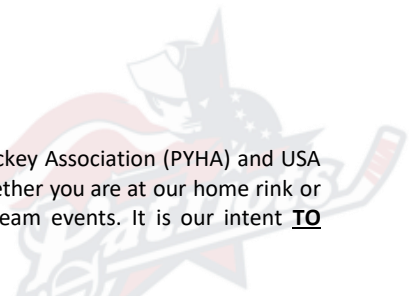 ckey Association (PYHA) and USA
ether you are at our home rink or
eam events. It is our intent TO
Patriots